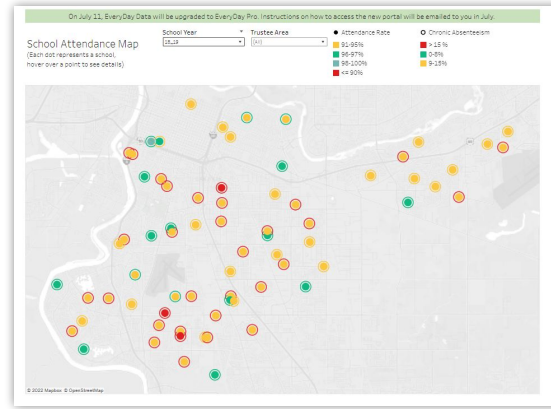 On July 11, EveryDay Data will be upgraded to EveryDay Pro. Instructions on how to access the new portal will be emailed to you in July.
School Attendance Map
(Each dot represents a school,
hover over a point to see details)
School Year
18_19
Trustee Area
(All)
Attendance Rate
91-95%
96-97%
98-100%
<= 90%
Chronic Absenteeism
> 15 %
0-8%
9-15%
© 2022 Mapbox © OpenStreetMap